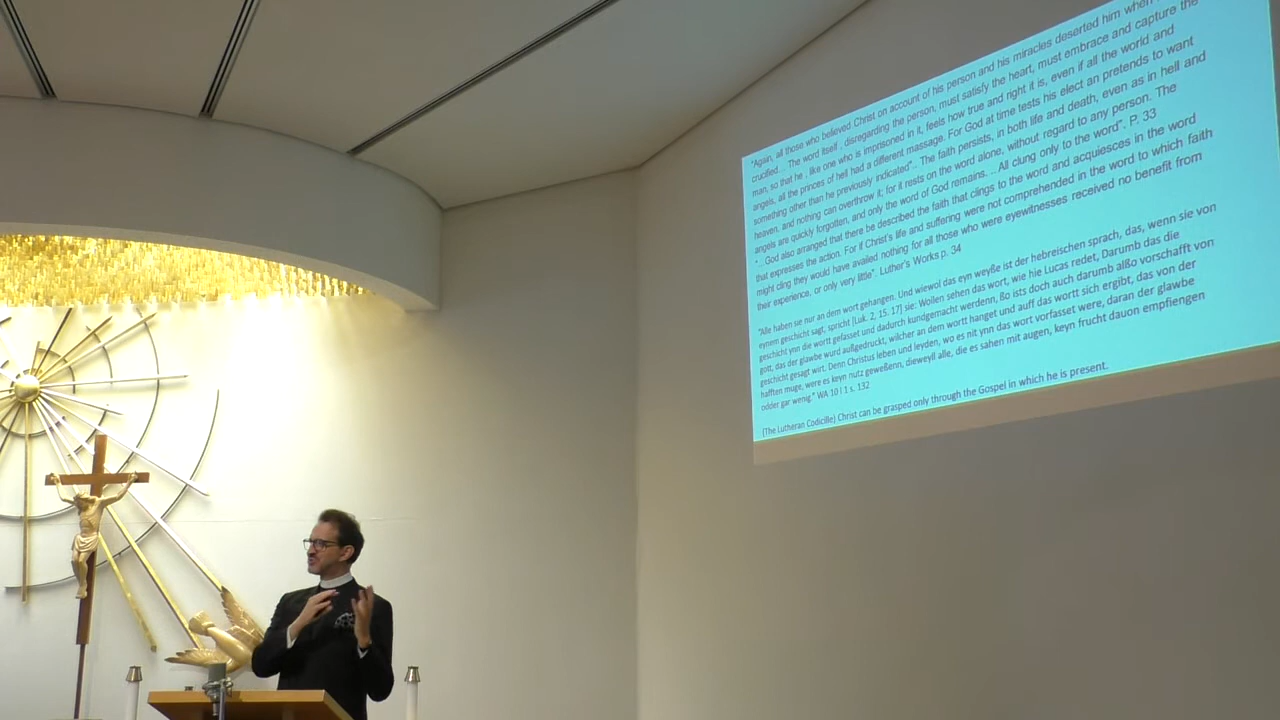 "Again, all those who believed Christ on account of his person and his miracles deserted him when
crucified. . The word itself , disregarding the person, must satisfy the heart, must embrace and capture the
man, so that he , like one who is imprisoned in it, feels how true and right it is, even if all the world and
angels, all the princes of hell had a different massage. For God at time tests his elect an pretends to want
something other than he previously indicated".. The faith persists, in both life and death, even as in hell and
heaven, and nothing can overthrow it; for it rests on the word alone, without regard to any person. The
angels are quickly forgotten, and only the word of God remains. .. All clung only to the word". P. 33
". . God also arranged that there be described the faith that clings to the word and acquiesces in the word
that expresses the action. For if Christ's life and suffering were not comprehended in the word to which faith
might cling they would have availed nothing for all those who were eyewitnesses received no benefit from
their experience, or only very little". Luther's Works p. 34
"Alle haben sie nur an dem wort gehangen. Und wiewol das eyn weyße ist der hebreischen sprach, das, wenn sie von
eynem geschicht sagt, spricht [Luk. 2, 15. 17] sie: Wollen sehen das wort, wie hie Lucas redet, Darumb das die
geschicht ynn die wortt gefasset und dadurch kundgemacht werdenn, ßo ists doch auch darumb alßo vorschafft von
gott, das der glawbe wurd außgedruckt, wilcher an dem wortt hanget und auff das wortt sich ergibt, das von der
geschicht gesagt wirt. Denn Christus leben und leyden, wo es nit ynn das wort vorfasset were, daran der glawbe
hafften muge, were es keyn nutz geweßenn, dieweyll alle, die es sahen mit augen, keyn frucht dauon empfiengen
odder gar wenig." WA 10 I 1 s. 132
(The Lutheran Codicille) Christ can be grasped only through the Gospel in which he is present.